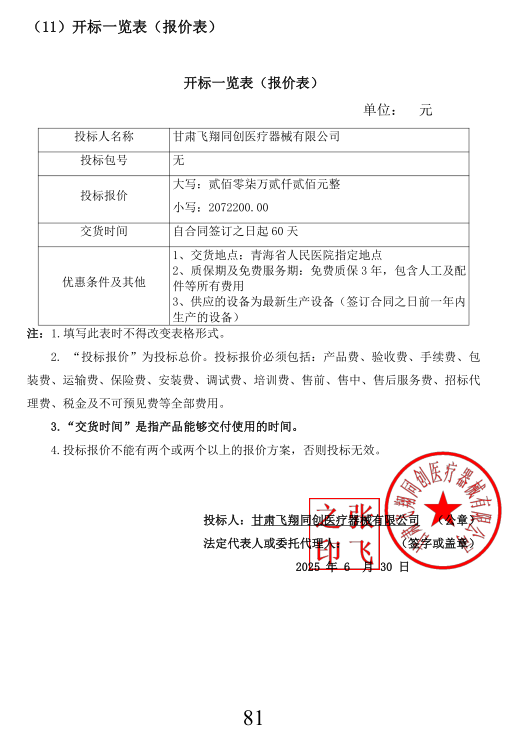 （11）开标一览表（报价表）
开标一览表（报价表）
单位： 元
投标人名称 甘肃飞翔同创医疗器械有限公司
投标包号 无
投标报价 大写：贰佰零柒万贰仟贰佰元整
小写：2072200.00
交货时间 自合同签订之日起 60 天
优惠条件及其他 1、交货地点：青海省人民医院指定地点
2、质保期及免费服务期：免费质保 3 年，包含人工及配
件等所有费用
3、供应的设备为最新生产设备（签订合同之日前一年内
生产的设备）
注：1.填写此表时不得改变表格形式。
2. “投标报价”为投标总价。投标报价必须包括：产品费、验收费、手续费、包
装费、运输费、保险费、安装费、调试费、培训费、售前、售中、售后服务费、招标代
理费、税金及不可预见费等全部费用。
3.“交货时间”是指产品能够交付使用的时间。
4.投标报价不能有两个或两个以上的报价方案，否则投标无效。
投标人：甘肃飞翔同创医疗器械有限公司 （公章）
法定代表人或委托代理人： （签字或盖章）
2025 年 6 月 30 日
张飞之印
甘肃飞翔同创医疗器械有限公司
81